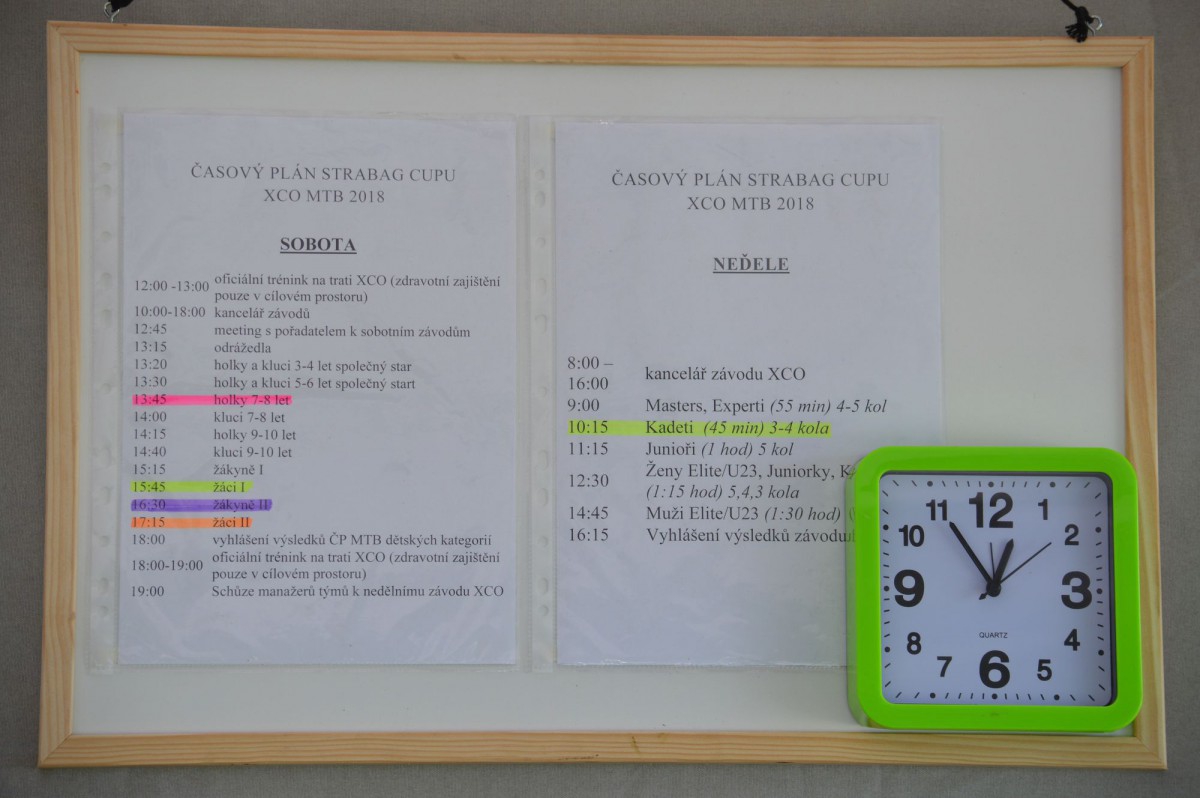 ČASOVÝ PLÁN STRABAG CUPU
XCO MTB 2018
SOBOTA
12:00 -13:00 oficiální trénink na trati XCO (zdravotní zajištění
pouze v cílovém prostoru)
10:00-18:00 kancelář závodů
12:45 meeting s pořadatelem k sobotním závodům
13:15 odrážedla
13:20 holky a kluci 3-4 let společný star
13:30 holky a kluci 5-6 let společný start
13:45 holky 7-8 let
14:00 kluci 7-8 let
14:15 holky 9-10 let
14:40 kluci 9-10 let
15:15 žákyně I
15:45 žáci I
16:30 žákyně II
17:15 žáci II
18:00 vyhlášení výsledků ČP MTB dětských kategorií
18:00-19:00 oficiální trénink na trati XCO (zdravotní zajištění
pouze v cílovém prostoru)
19:00 Schůze manažerů týmů k nedělnímu závodu XCO
ČASOVÝ PLÁN STRABAG CUPU
XCO MTB 2018
NEĎELE
8:00 –
16:00 kancelář závodu XCO
9:00 Masters, Experti (55 min) 4-5 kol
10:15 Kadeti (45 min) 3-4 kola
11:15 Junioři (1 hod) 5 kol
12:30 Ženy Elite/U23, Juniorky,
(1:15 hod) 5,4,3 kola
14:45 Muži Elite/U23 (1:30 hod)
16:15 Vyhlášení výsledků závodu
12
1
2
3
4
5
6
7
8
9
10
11
QUARTZ